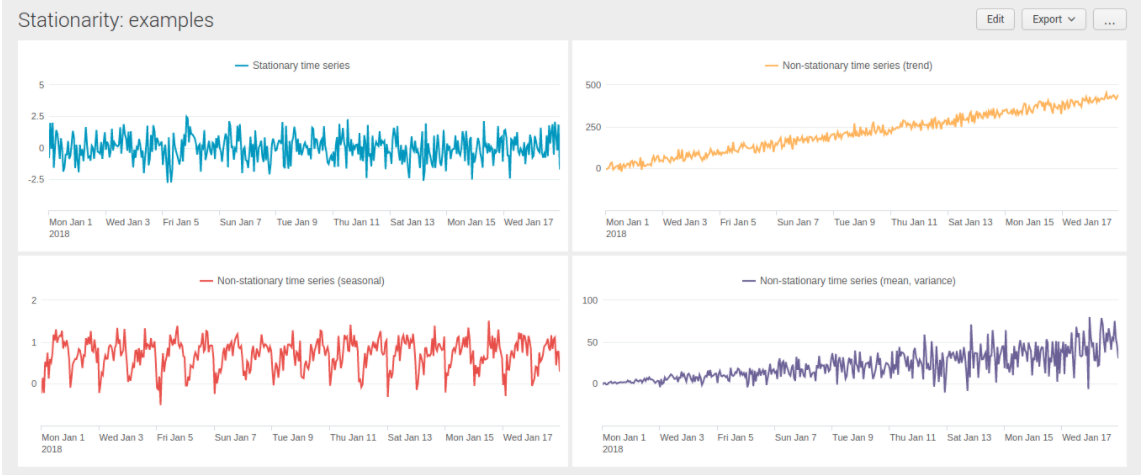 Stationarity: examples
Edit
Export
...
Stationary time series
5
2.5
0
-2.5
Mon Jan 1 Wed Jan 3 Fri Jan 5 Sun Jan 7 Tue Jan 9 Thu Jan 11 Sat Jan 13 Mon Jan 15 Wed Jan 17
2018
Non-stationary time series (trend)
500
250
0
Mon Jan 1 Wed Jan 3 Fri Jan 5 Sun Jan 7 Tue Jan 9 Thu Jan 11 Sat Jan 13 Mon Jan 15 Wed Jan 17
2018
Non-stationary time series (seasonal)
2
1
0
Mon Jan 1 Wed Jan 3 Fri Jan 5 Sun Jan 7 Tue Jan 9 Thu Jan 11 Sat Jan 13 Mon Jan 15 Wed Jan 17
2018
Non-stationary time series (mean, variance)
100
50
0
Mon Jan 1 Wed Jan 3 Fri Jan 5 Sun Jan 7 Tue Jan 9 Thu Jan 11 Sat Jan 13 Mon Jan 15 Wed Jan 17
2018